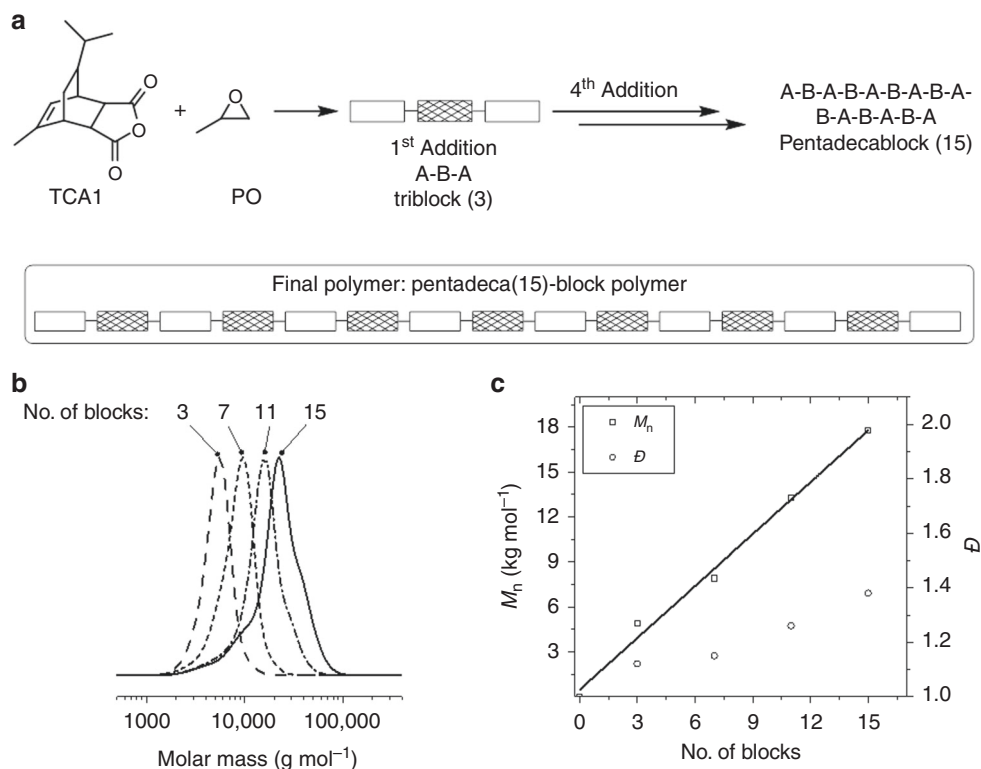 a
O
O
O
O
+
TCA1
PO
1st Addition
A-B-A
triblock (3)
4th Addition
A-B-A-B-A-B-A-B-A-
B-A-B-A-B-A
Pentadecablock (15)
Final polymer: pentadeca(15)-block polymer
b
No. of blocks: 3 7 11 15
1000 10,000 100,000
Molar mass (g mol–1)
c
Mn
Đ
18
15
12
9
6
3
Mn (kg mol–1)
2.0
1.8
1.6
1.4
1.2
1.0
Đ
0 3 6 9 12 15
No. of blocks